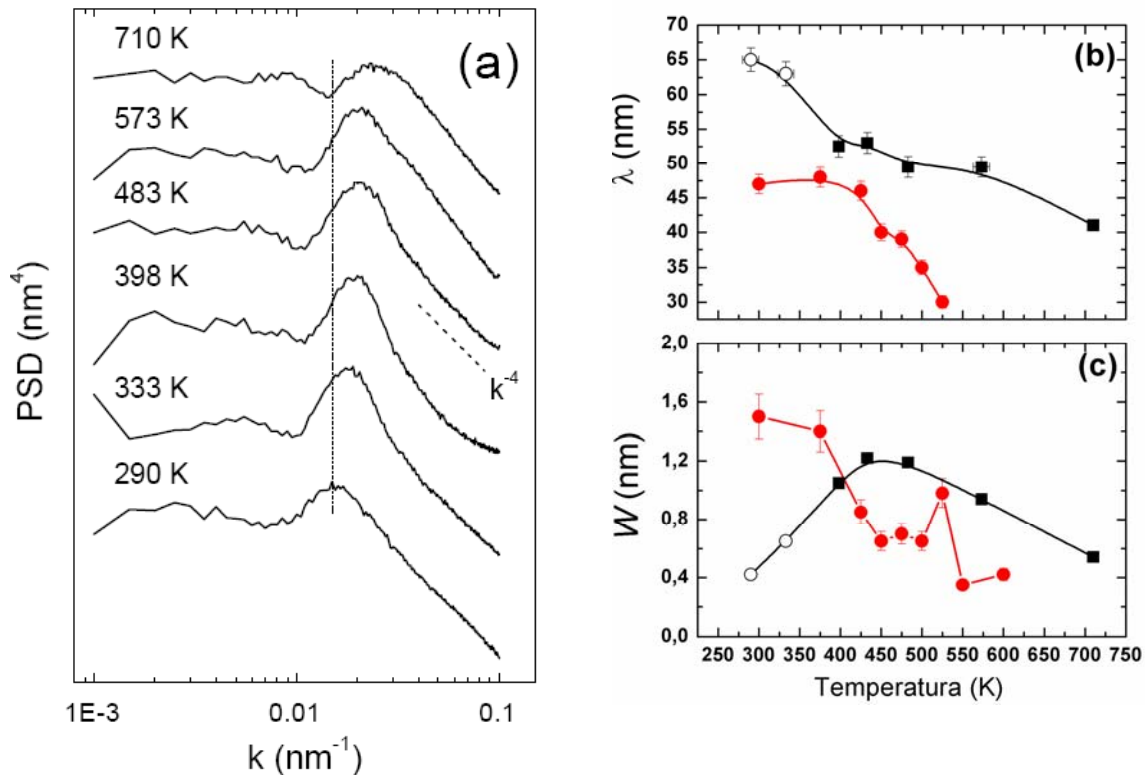 (a)
710 K
573 K
483 K
398 K
333 K
290 K
k⁻⁴
PSD (nm⁴)
1E-3
0.01
0.1
k (nm⁻¹)
(b)
70
65
60
55
50
45
40
35
30
λ (nm)
(c)
2,0
1,6
1,2
0,8
0,4
0,0
W (nm)
250 300 350 400 450 500 550 600 650 700 750
Temperatura (K)